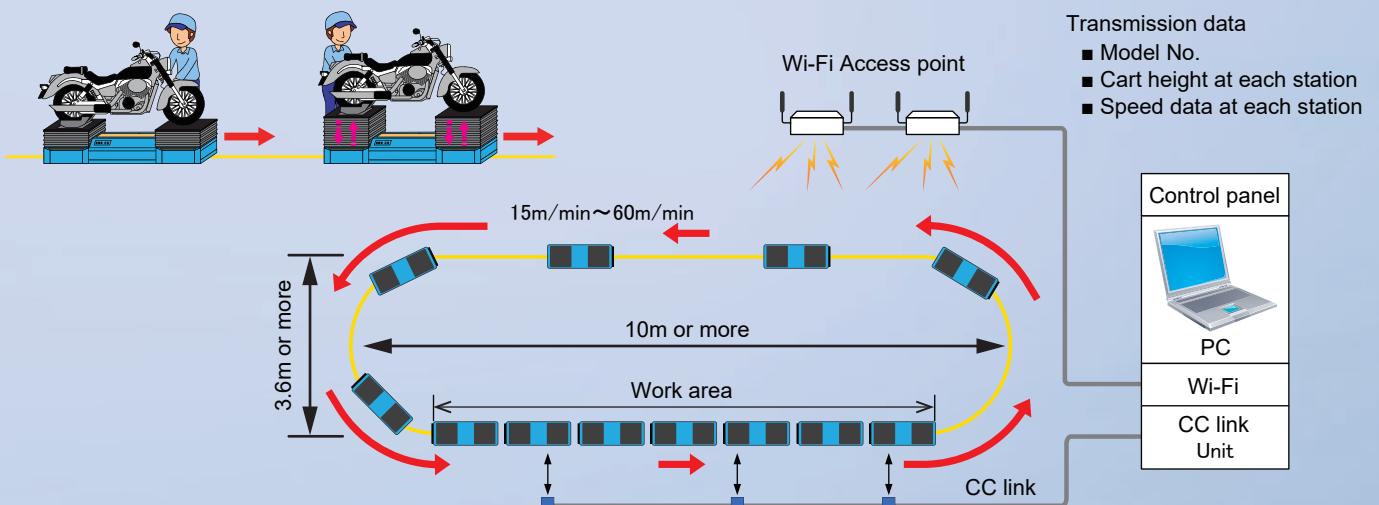 Transmission data
■ Model No.
■ Cart height at each station
■ Speed data at each station
Wi-Fi Access point
Control panel
PC
Wi-Fi
CC link
Unit
15m/min～60m/min
3.6m or more
10m or more
Work area
CC link